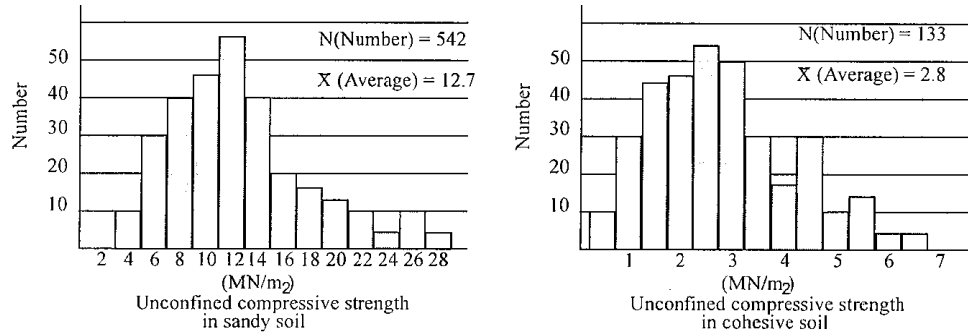 N(Number) = 542
X̄ (Average) = 12.7
Number
50
40
30
20
10
2 4 6 8 10 12 14 16 18 20 22 24 26 28
(MN/m2)
Unconfined compressive strength
in sandy soil
N(Number) = 133
X̄ (Average) = 2.8
Number
50
40
30
20
10
1 2 3 4 5 6 7
(MN/m2)
Unconfined compressive strength
in cohesive soil